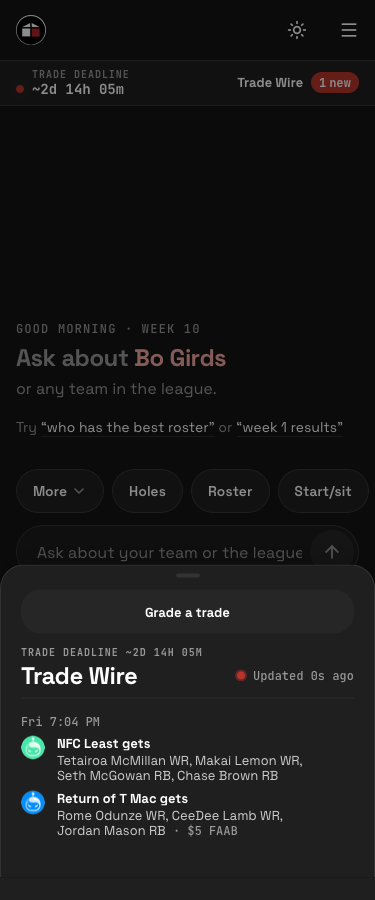 TRADE DEADLINE
~2d 14h 05m
Trade Wire 1 new
GOOD MORNING · WEEK 10
Ask about Bo Girds
or any team in the league.
Try “who has the best roster” or “week 1 results”
More Holes Roster Start/sit
Ask about your team or the league
Grade a trade
TRADE DEADLINE ~2D 14H 05M
Trade Wire Updated 0s ago
Fri 7:04 PM
NFC Least gets
Tetairoa McMillan WR, Makai Lemon WR,
Seth McGowan RB, Chase Brown RB
Return of T Mac gets
Rome Odunze WR, CeeDee Lamb WR,
Jordan Mason RB · $5 FAAB